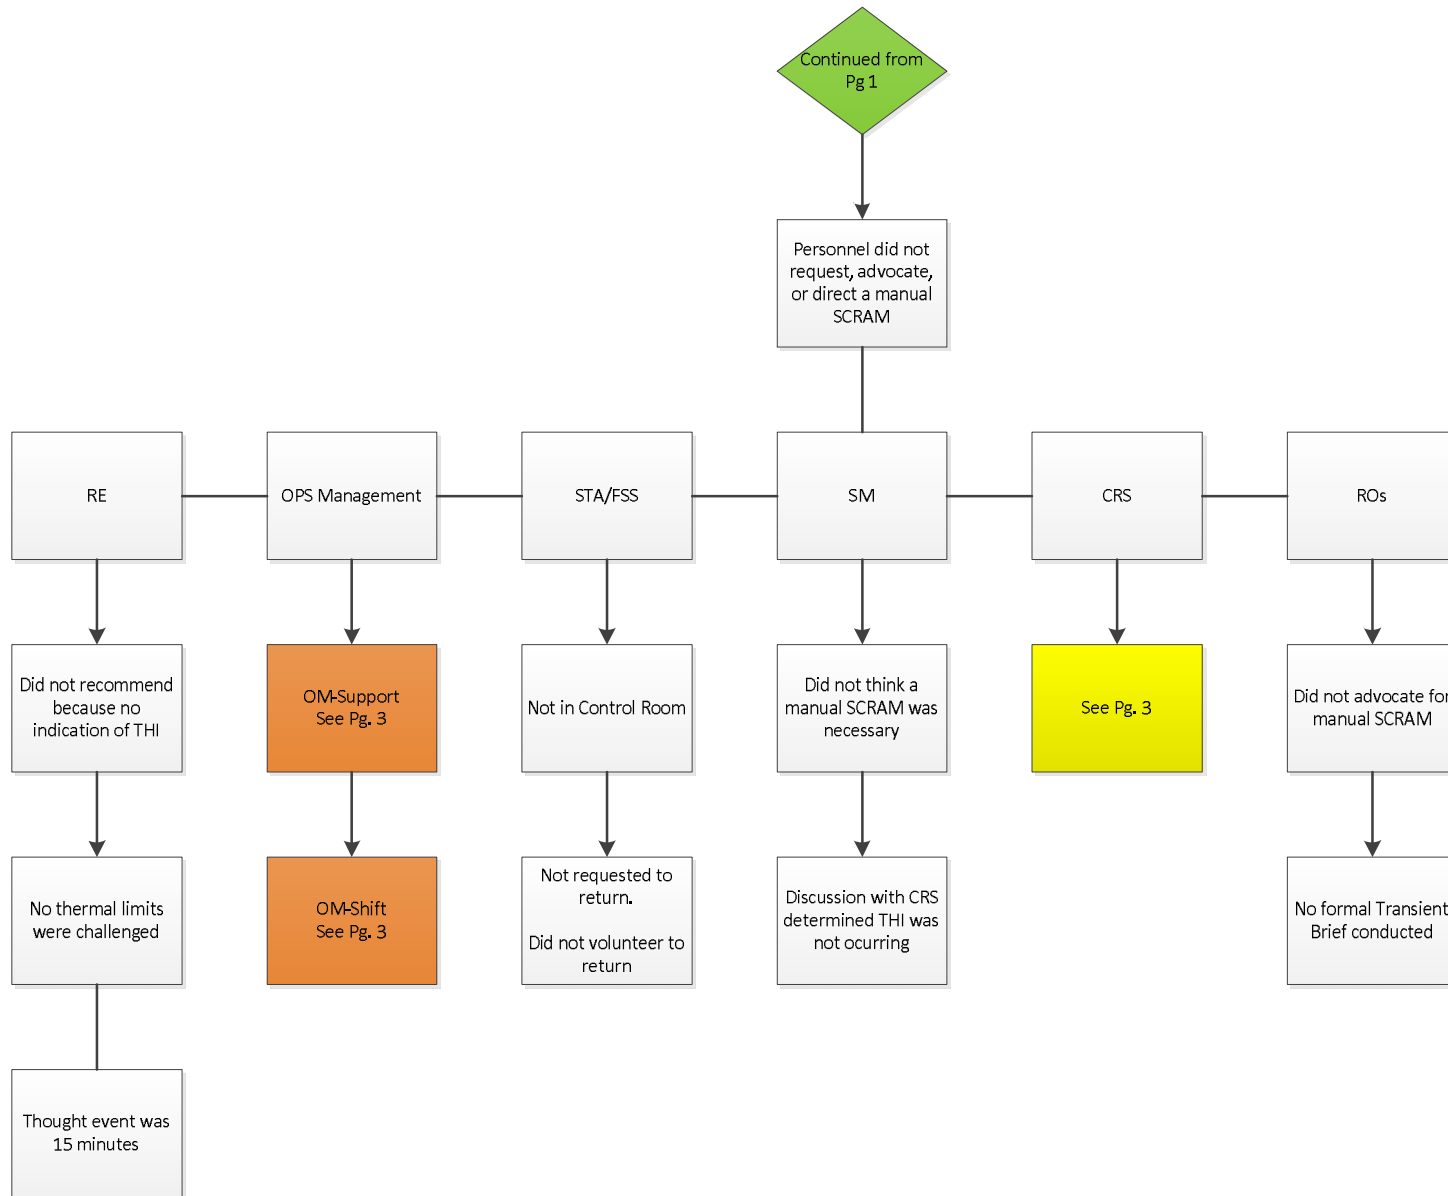 Continued from
Pg 1
Personnel did not
request, advocate,
or direct a manual
SCRAM
RE
OPS Management
STA/FSS
SM
CRS
ROs
Did not recommend
because no
indication of THI
OM-Support
See Pg. 3
Not in Control Room
Did not think a
manual SCRAM was
necessary
See Pg. 3
Did not advocate for
manual SCRAM
No thermal limits
were challenged
OM-Shift
See Pg. 3
Not requested to
return.
Did not volunteer to
return
Discussion with CRS
determined THI was
not ocurring
No formal Transient
Brief conducted
Thought event was
15 minutes